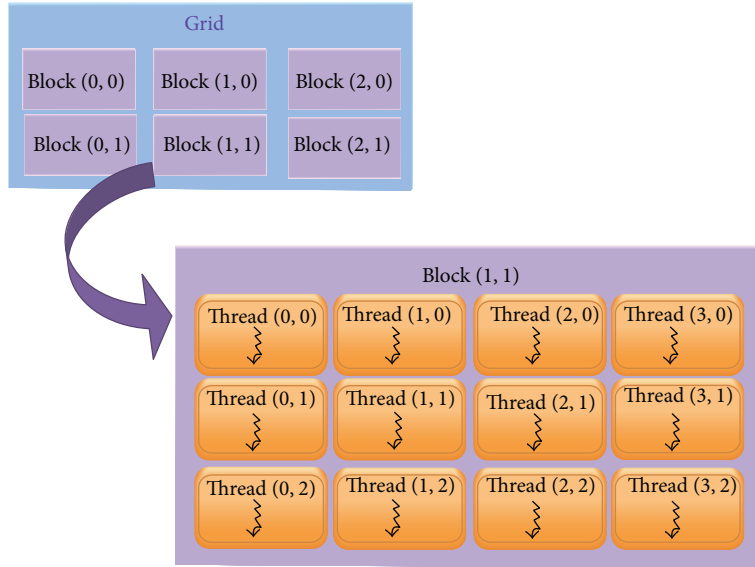 Grid
Block (0, 0) Block (1, 0) Block (2, 0)
Block (0, 1) Block (1, 1) Block (2, 1)
Block (1, 1)
Thread (0, 0) Thread (1, 0) Thread (2, 0) Thread (3, 0)
Thread (0, 1) Thread (1, 1) Thread (2, 1) Thread (3, 1)
Thread (0, 2) Thread (1, 2) Thread (2, 2) Thread (3, 2)